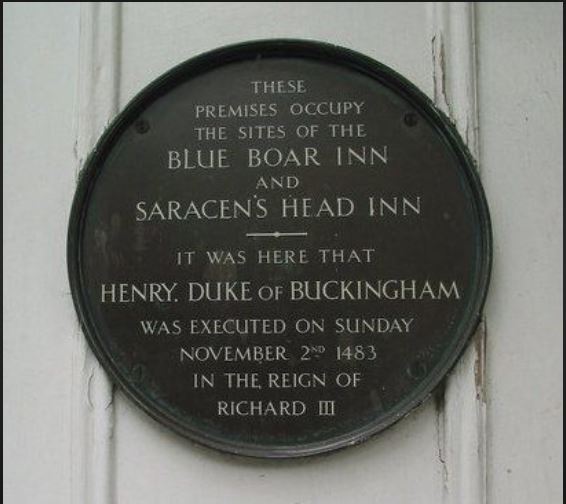 THESE
PREMISES OCCUPY
THE SITES OF THE
BLUE BOAR INN
AND
SARACEN'S HEAD INN
IT WAS HERE THAT
HENRY, DUKE OF BUCKINGHAM
WAS EXECUTED ON SUNDAY
NOVEMBER 2ND 1483
IN THE REIGN OF
RICHARD III